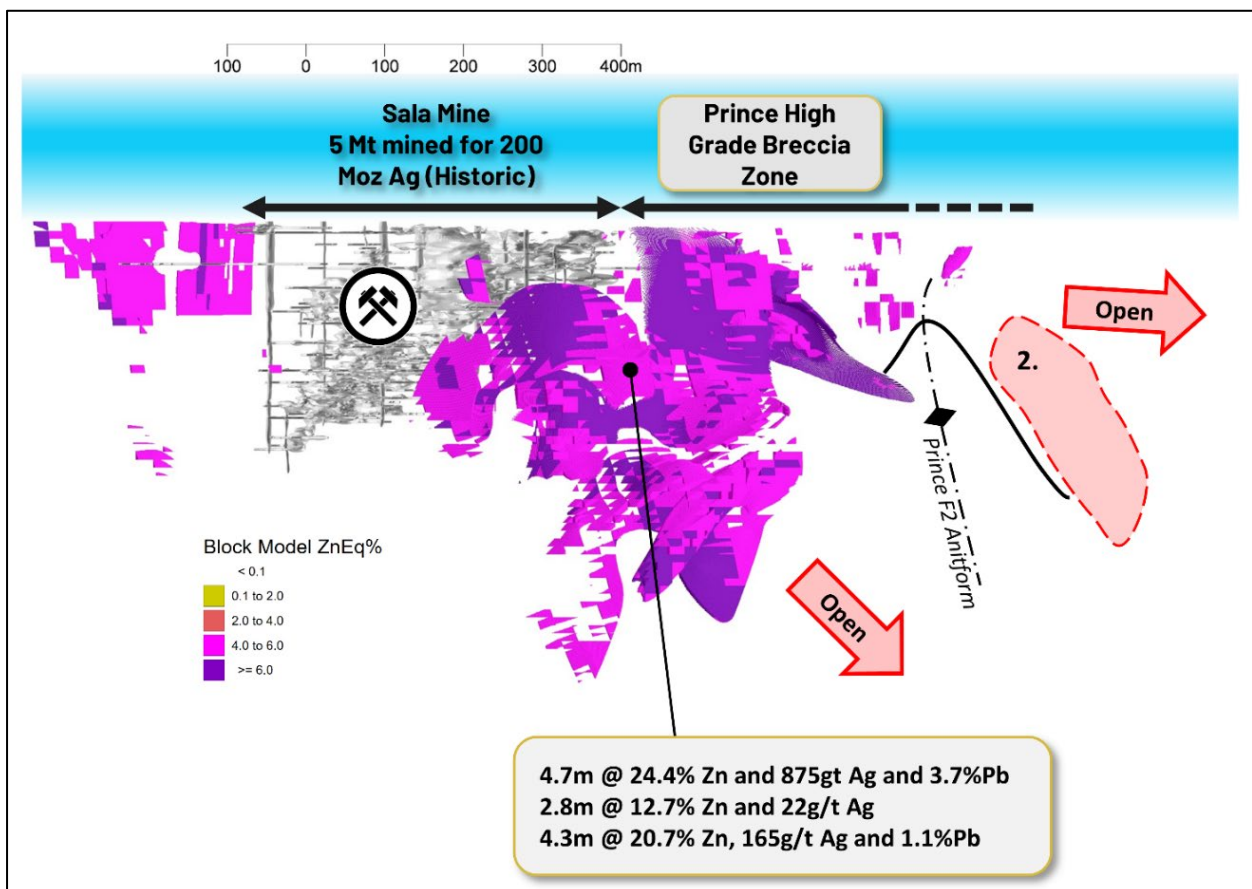 100 0 100 200 300 400m
Sala Mine
5 Mt mined for 200
Moz Ag (Historic)
Prince High
Grade Breccia
Zone
Open
2.
Prince F2 Anitform
Open
Block Model ZnEq%
< 0.1
0.1 to 2.0
2.0 to 4.0
4.0 to 6.0
>= 6.0
4.7m @ 24.4% Zn and 875gt Ag and 3.7%Pb
2.8m @ 12.7% Zn and 22g/t Ag
4.3m @ 20.7% Zn, 165g/t Ag and 1.1%Pb